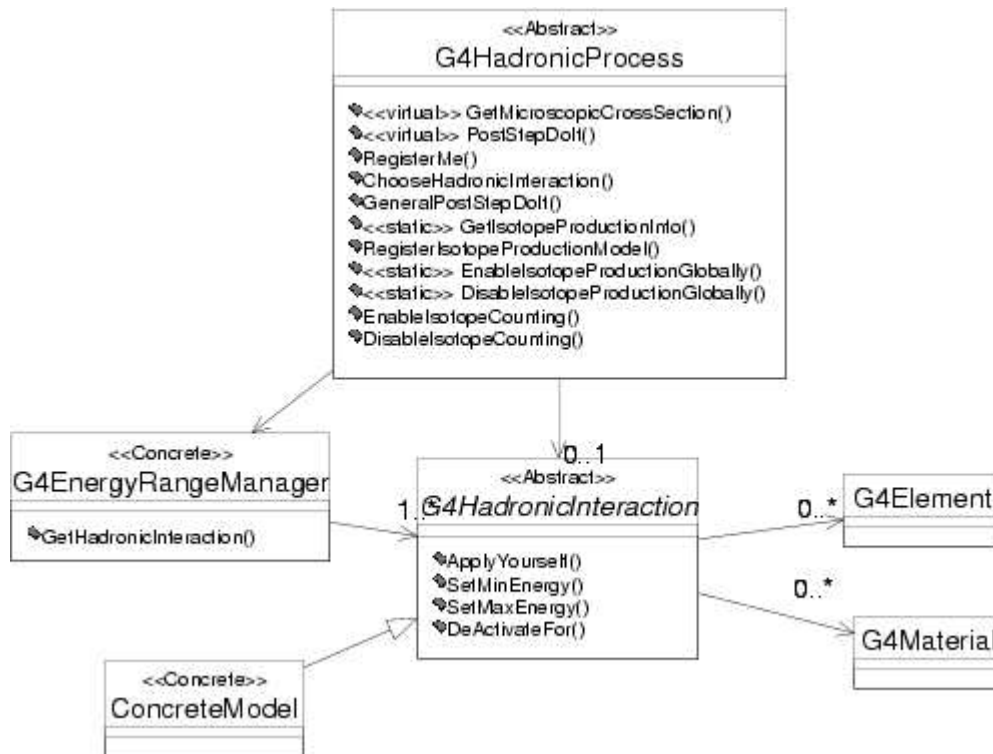 <<Abstract>>
G4HadronicProcess
<<virtual>> GetMicroscopicCrossSection()
<<virtual>> PostStepDoIt()
RegisterMe()
ChooseHadronicInteraction()
GeneralPostStepDoIt()
<<static>> GetIsotopeProductionInfo()
RegisterIsotopeProductionModel()
<<static>> EnableIsotopeProductionGlobally()
<<static>> DisableIsotopeProductionGlobally()
EnableIsotopeCounting()
DisableIsotopeCounting()
<<Concrete>>
G4EnergyRangeManager
GetHadronicInteraction()
1..*
0..1
<<Abstract>>
G4HadronicInteraction
ApplyYourself()
SetMinEnergy()
SetMaxEnergy()
DeActivateFor()
0..*
G4Element
0..*
G4Material
<<Concrete>>
ConcreteModel